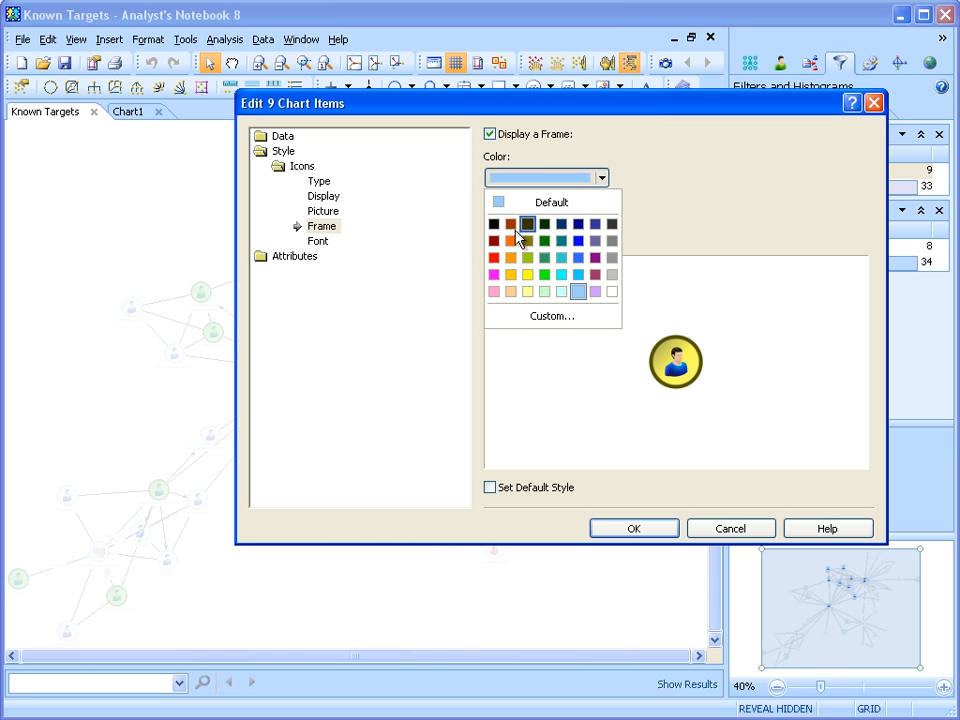 Known Targets - Analyst's Notebook 8
File Edit View Insert Format Tools Analysis Data Window Help
Known Targets
Chart1
Filters and Histograms
Edit 9 Chart Items
Data
Style
Icons
Type
Display
Picture
Frame
Font
Attributes
Display a Frame:
Color:
Default
Custom...
Set Default Style
OK Cancel Help
9
33
8
34
Show Results
40%
REVEAL HIDDEN GRID